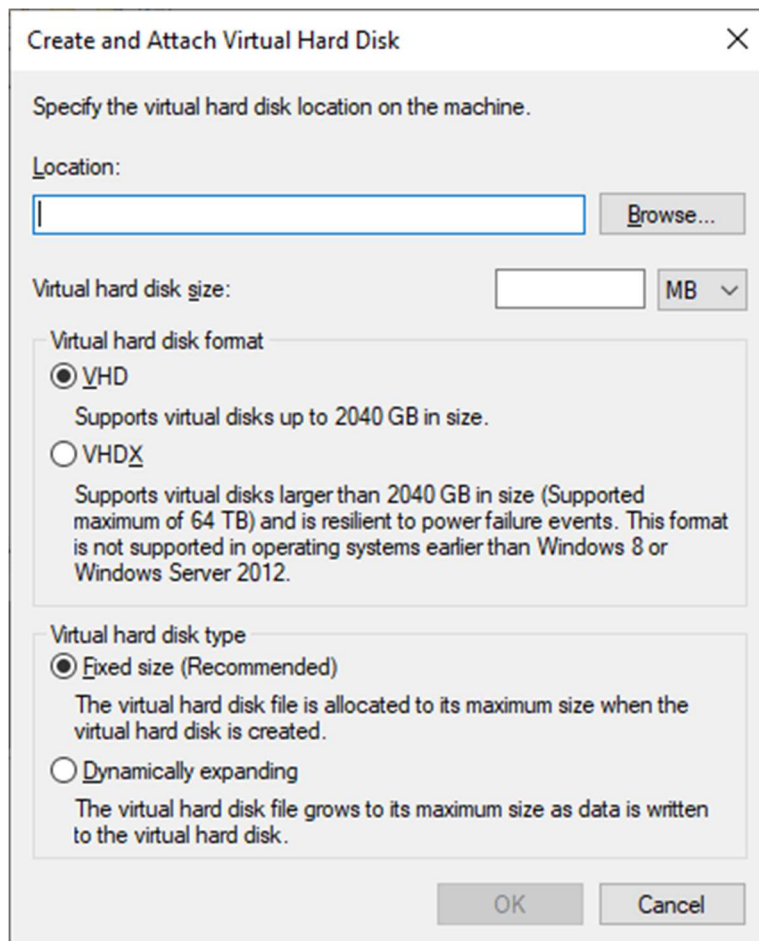 Create and Attach Virtual Hard Disk
Specify the virtual hard disk location on the machine.
Location:
Browse...
Virtual hard disk size:
MB
Virtual hard disk format
VHD
Supports virtual disks up to 2040 GB in size.
VHDX
Supports virtual disks larger than 2040 GB in size (Supported
maximum of 64 TB) and is resilient to power failure events. This format
is not supported in operating systems earlier than Windows 8 or
Windows Server 2012.
Virtual hard disk type
Fixed size (Recommended)
The virtual hard disk file is allocated to its maximum size when the
virtual hard disk is created.
Dynamically expanding
The virtual hard disk file grows to its maximum size as data is written
to the virtual hard disk.
OK
Cancel